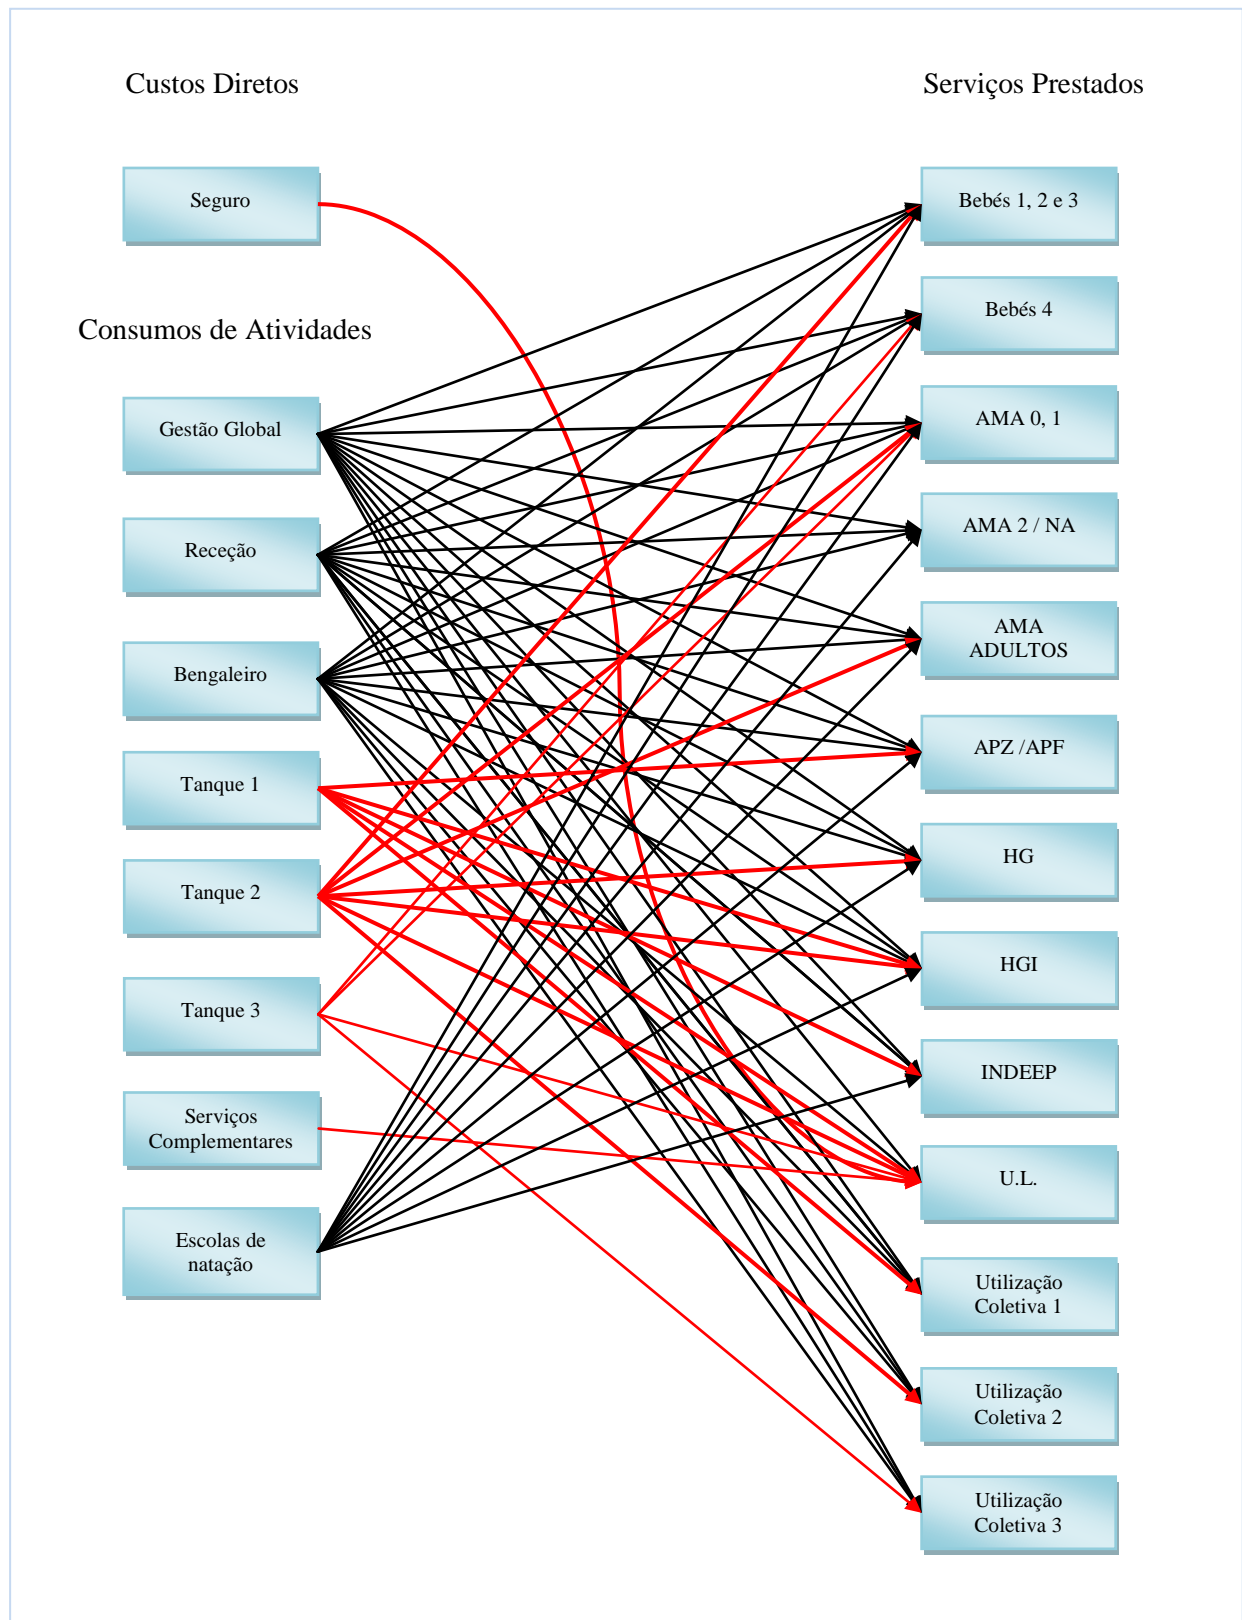 Custos Diretos
Seguro
Consumos de Atividades
Gestão Global
Receção
Bengaleiro
Tanque 1
Tanque 2
Tanque 3
Serviços
Complementares
Escolas de
natação
Serviços Prestados
Bebés 1, 2 e 3
Bebés 4
AMA 0, 1
AMA 2 / NA
AMA
ADULTOS
APZ /APF
HG
HGI
INDEEP
U.L.
Utilização
Coletiva 1
Utilização
Coletiva 2
Utilização
Coletiva 3